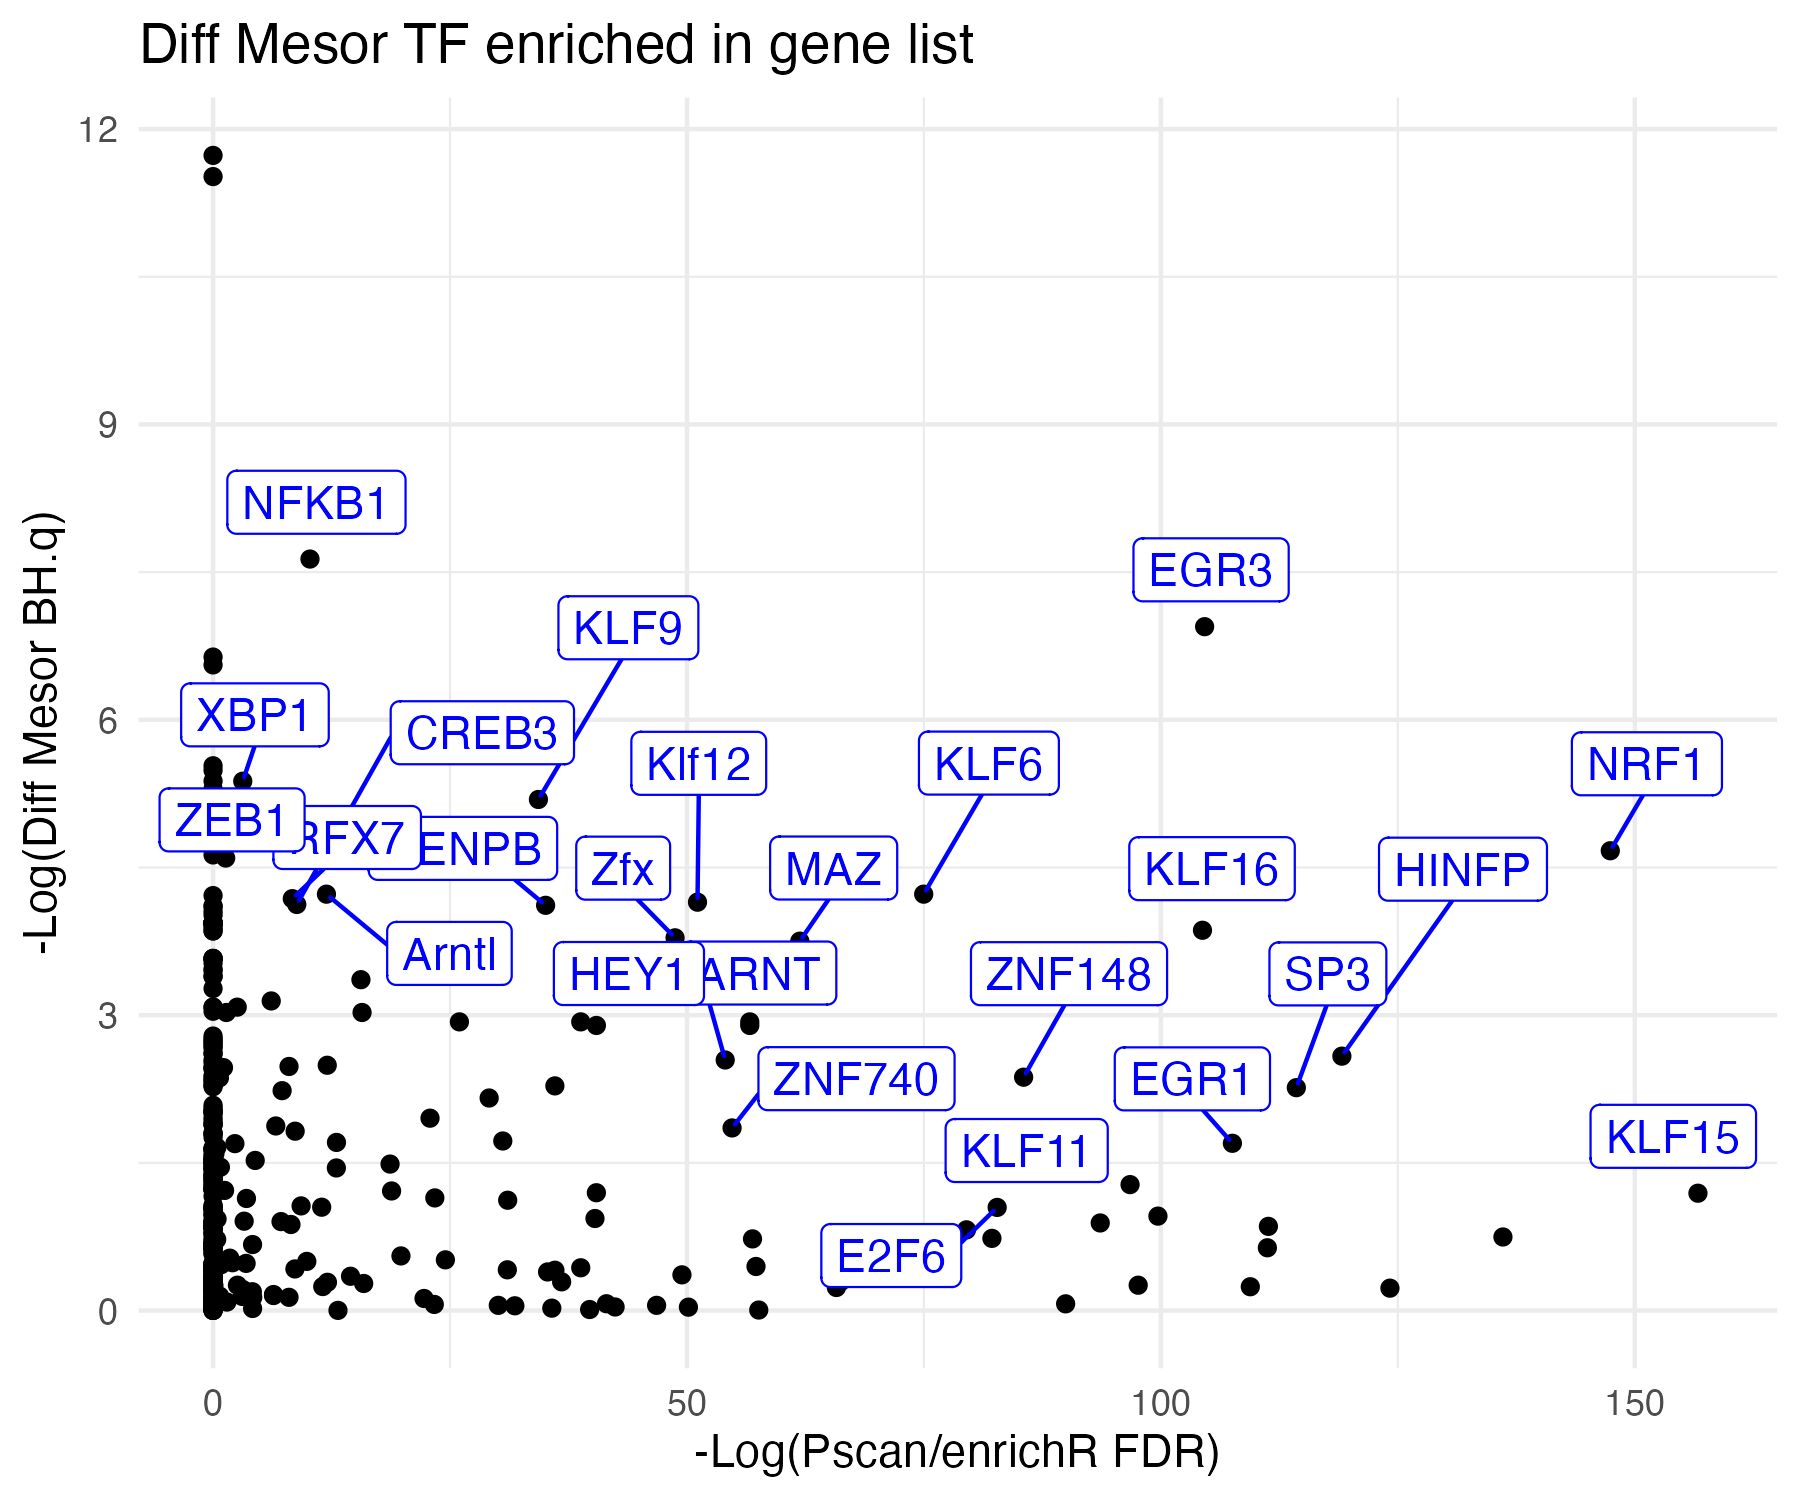 Diff Mesor TF enriched in gene list
-Log(Diff Mesor BH.q)
12
9
6
3
0
NFKB1
EGR3
KLF9
XBP1
CREB3
Klf12
KLF6
NRF1
ZEB1
RFX7
ENPB
Zfx
MAZ
KLF16
HINFP
Arntl
HEY1
ARNT
ZNF148
SP3
ZNF740
EGR1
KLF11
KLF15
E2F6
0
50
100
150
-Log(Pscan/enrichR FDR)